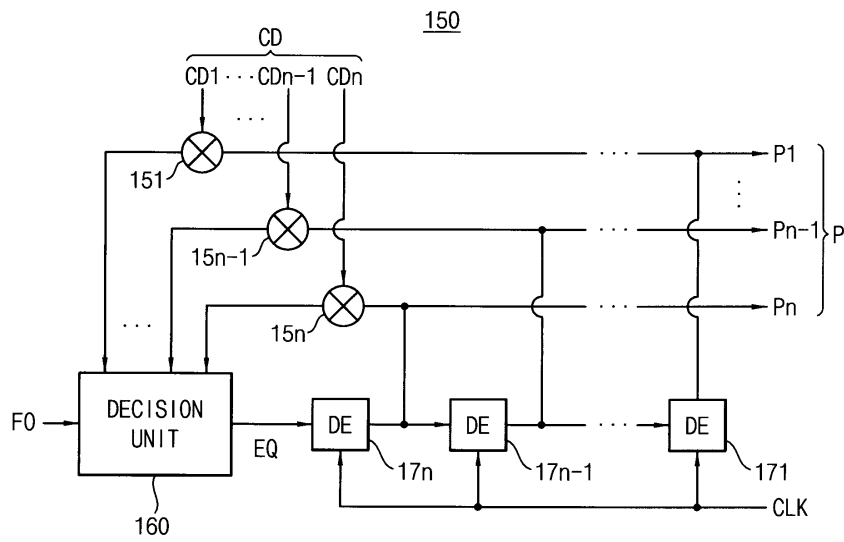 150
CD
CD1 ··· CDn-1 CDn
···
151
··· P1
⋮
15n-1
··· Pn-1
P
15n
··· Pn
···
FO
DECISION
UNIT
EQ
DE
DE
···
DE
17n
17n-1
171
160
CLK